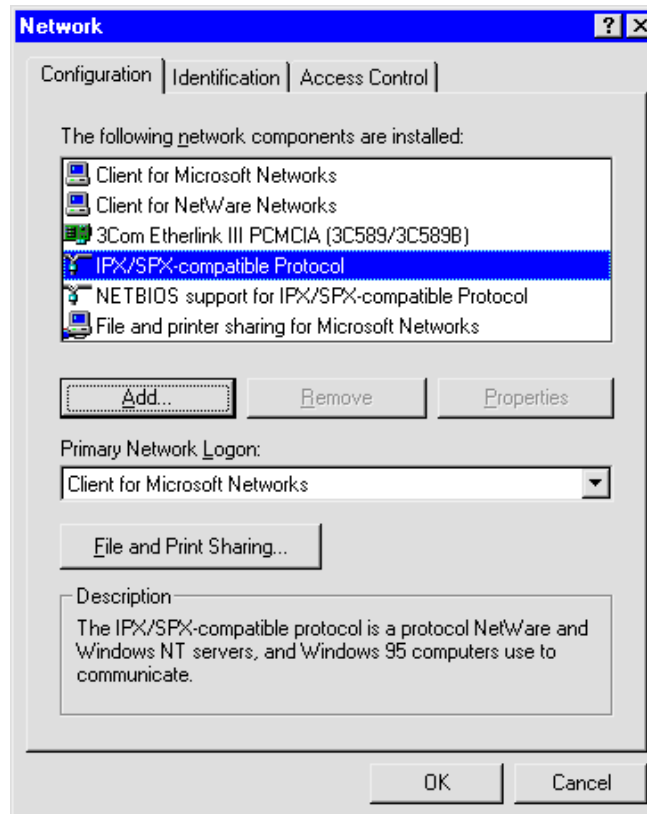 Network
Configuration Identification Access Control
The following network components are installed:
Client for Microsoft Networks
Client for NetWare Networks
3Com Etherlink III PCMCIA (3C589/3C589B)
IPX/SPX-compatible Protocol
NETBIOS support for IPX/SPX-compatible Protocol
File and printer sharing for Microsoft Networks
Add... Remove Properties
Primary Network Logon:
Client for Microsoft Networks
File and Print Sharing...
Description
The IPX/SPX-compatible protocol is a protocol NetWare and
Windows NT servers, and Windows 95 computers use to
communicate.
OK Cancel